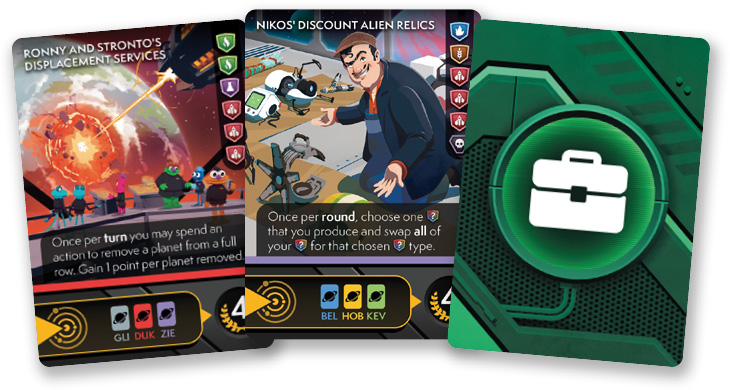 RONNY AND STRONTO'S
DISPLACEMENT SERVICES
Once per turn you may spend an
action to remove a planet from a full
row. Gain 1 point per planet removed.
GLI DUK ZIE
4
NIKOS' DISCOUNT ALIEN RELICS
Once per round, choose one
that you produce and swap all of
your for that chosen type.
BEL HOB KEV
4